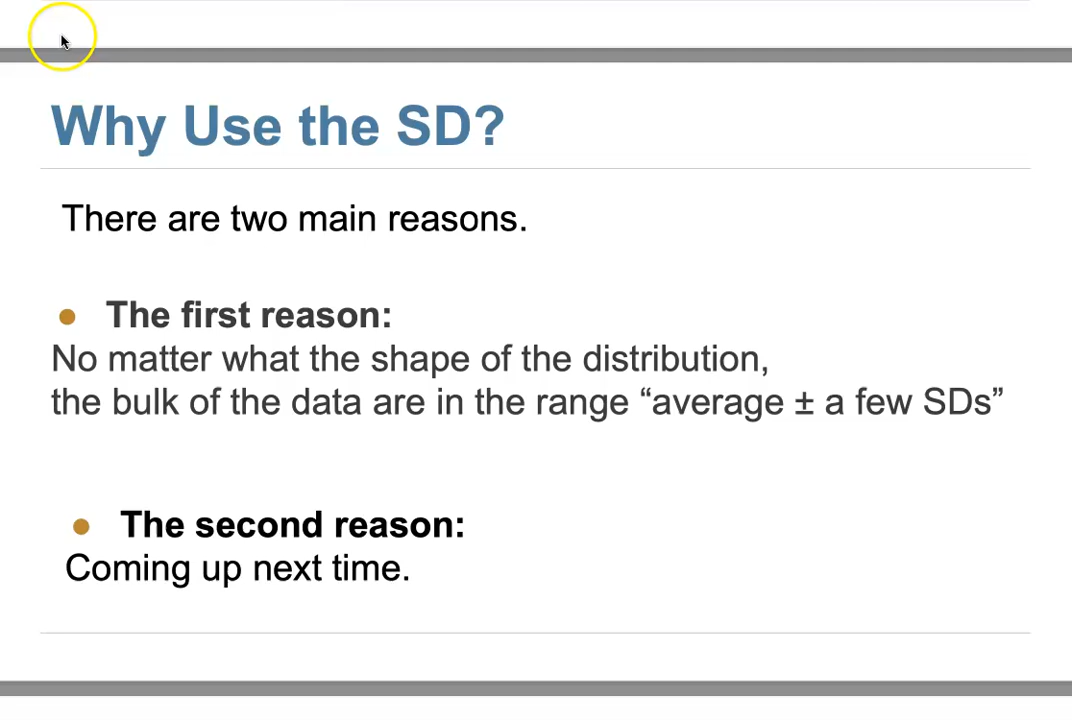 Why Use the SD?
There are two main reasons.
● The first reason:
No matter what the shape of the distribution,
the bulk of the data are in the range “average ± a few SDs”
● The second reason:
Coming up next time.